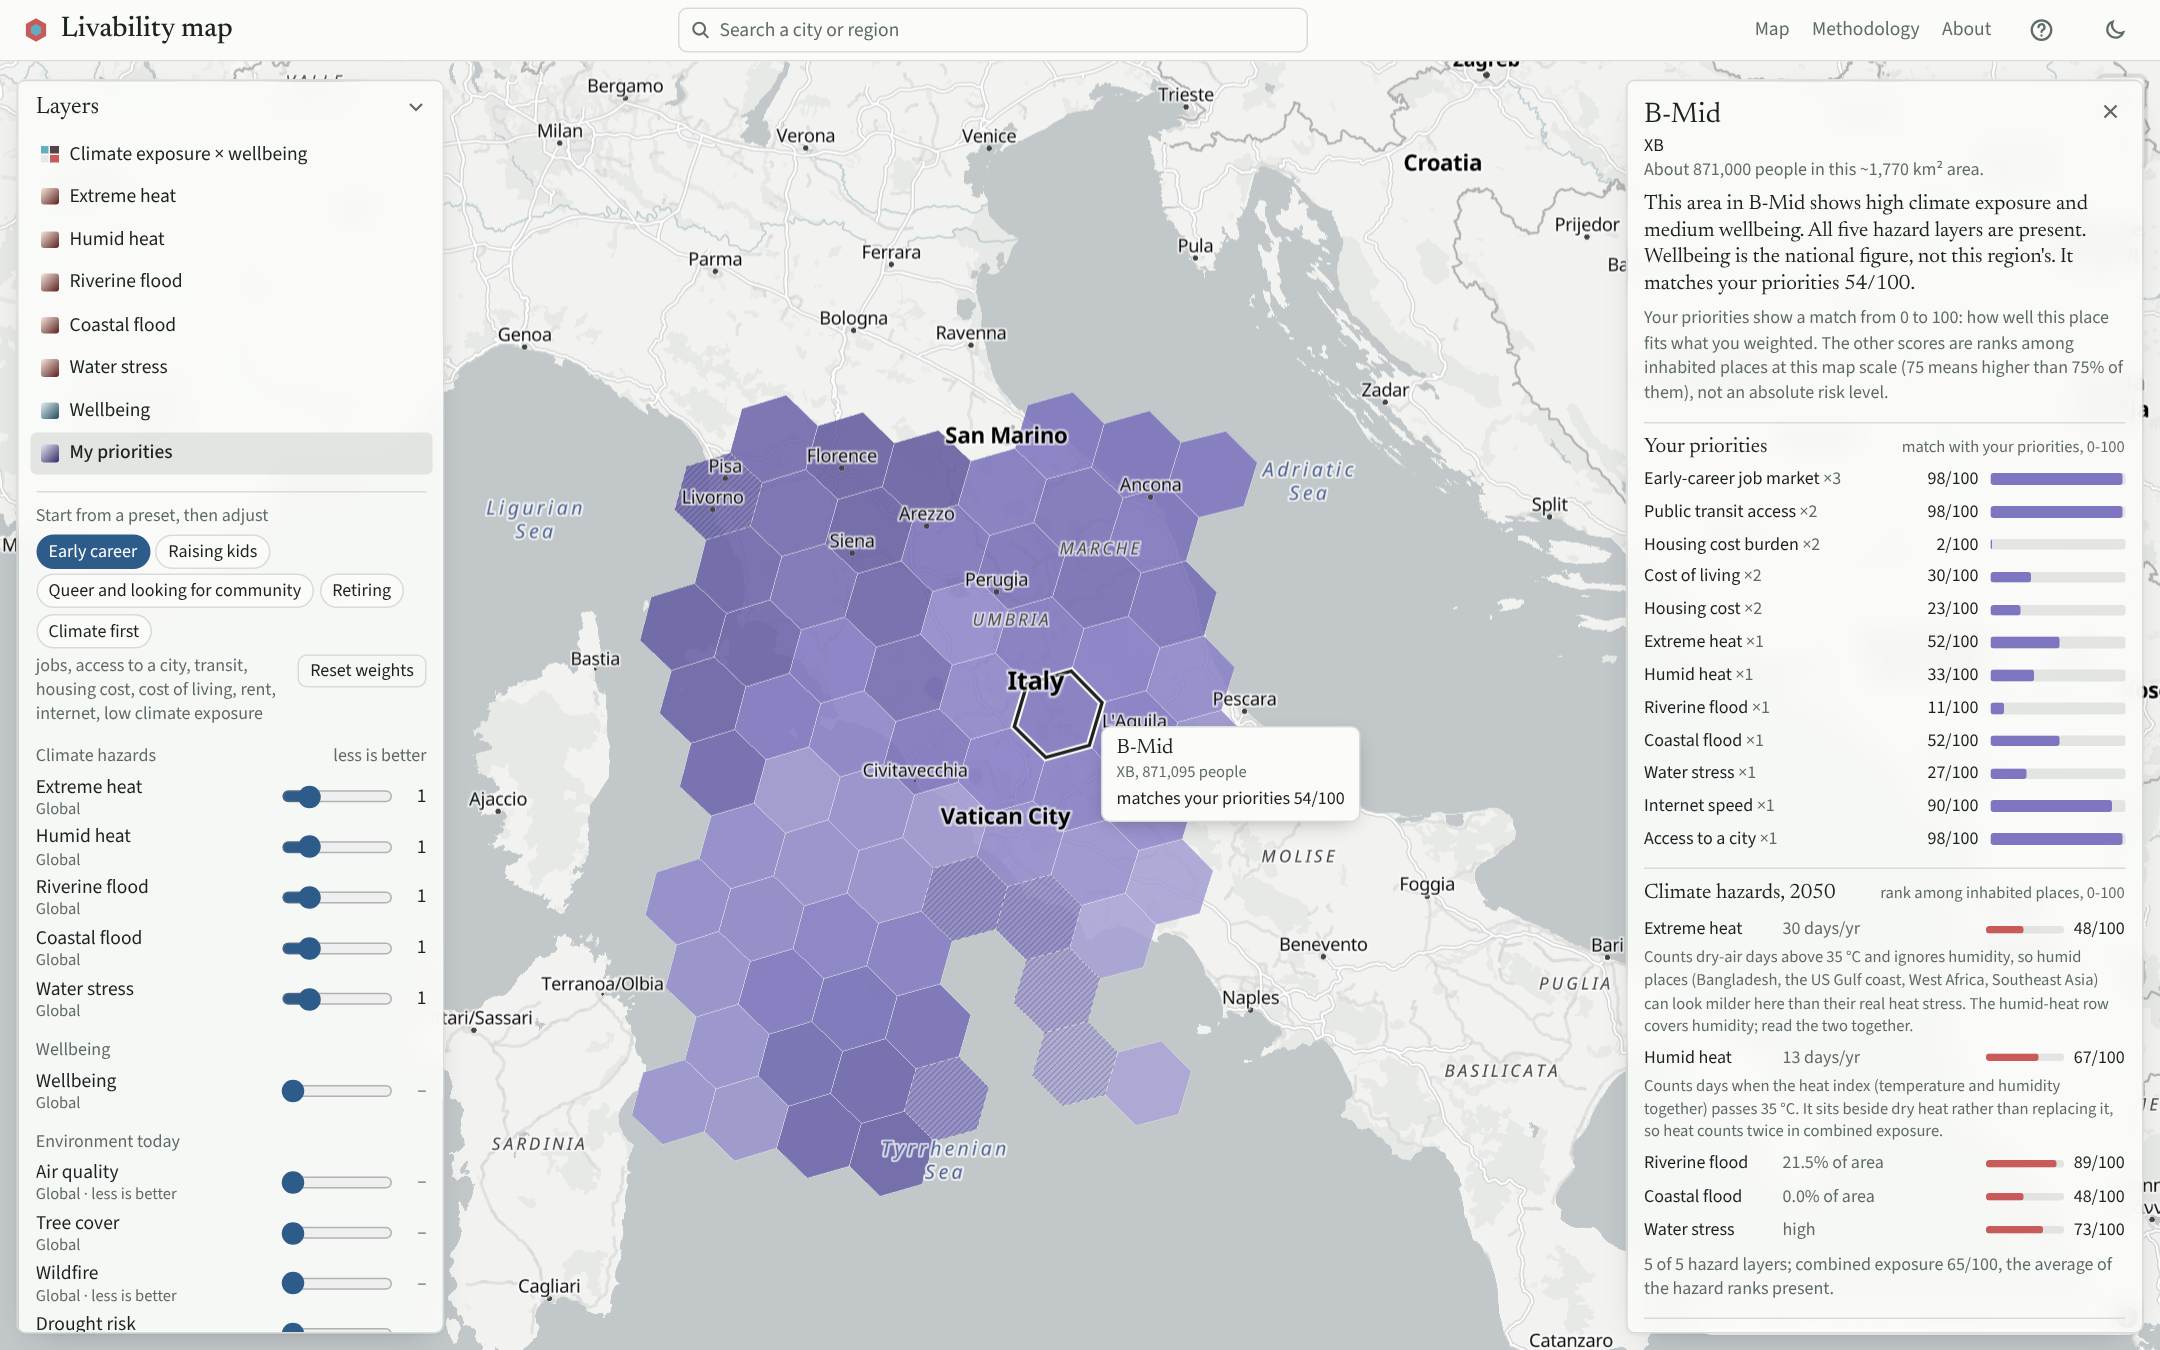 Livability map
Search a city or region
Map
Methodology
About
Layers
Climate exposure × wellbeing
Extreme heat
Humid heat
Riverine flood
Coastal flood
Water stress
Wellbeing
My priorities
Start from a preset, then adjust
Early career
Raising kids
Queer and looking for community
Retiring
Climate first
jobs, access to a city, transit,
housing cost, cost of living, rent,
internet, low climate exposure
Reset weights
Climate hazards
less is better
Extreme heat
Global
1
Humid heat
Global
1
Riverine flood
Global
1
Coastal flood
Global
1
Water stress
Global
1
Wellbeing
Wellbeing
Global
–
Environment today
Air quality
Global · less is better
–
Tree cover
Global
–
Wildfire
Global · less is better
–
Drought risk
Zagreb
Bergamo
Trieste
Milan
Verona
Venice
Croatia
Prijedor
Pula
Parma
Ferrara
Bologna
Ravenna
Genoa
Zadar
San Marino
Florence
Pisa
Livorno
Adriatic
Sea
Ancona
Ligurian
Sea
Arezzo
Split
Siena
MARCHE
Perugia
UMBRIA
Bastia
Italy
Pescara
L'Aquila
B-Mid
XB, 871,095 people
matches your priorities 54/100
Civitavecchia
Ajaccio
Vatican City
MOLISE
Foggia
Benevento
Bari
Terranoa/Olbia
PUGLIA
Naples
tari/Sassari
BASILICATA
SARDINIA
Tyrrhenian
Sea
Cagliari
Catanzaro
B-Mid
XB
About 871,000 people in this ~1,770 km² area.
This area in B-Mid shows high climate exposure and
medium wellbeing. All five hazard layers are present.
Wellbeing is the national figure, not this region's. It
matches your priorities 54/100.
Your priorities show a match from 0 to 100: how well this place
fits what you weighted. The other scores are ranks among
inhabited places at this map scale (75 means higher than 75% of
them), not an absolute risk level.
Your priorities
match with your priorities, 0-100
Early-career job market ×3 98/100
Public transit access ×2 98/100
Housing cost burden ×2 2/100
Cost of living ×2 30/100
Housing cost ×2 23/100
Extreme heat ×1 52/100
Humid heat ×1 33/100
Riverine flood ×1 11/100
Coastal flood ×1 52/100
Water stress ×1 27/100
Internet speed ×1 90/100
Access to a city ×1 98/100
Climate hazards, 2050
rank among inhabited places, 0-100
Extreme heat 30 days/yr 48/100
Counts dry-air days above 35 °C and ignores humidity, so humid
places (Bangladesh, the US Gulf coast, West Africa, Southeast Asia)
can look milder here than their real heat stress. The humid-heat row
covers humidity; read the two together.
Humid heat 13 days/yr 67/100
Counts days when the heat index (temperature and humidity
together) passes 35 °C. It sits beside dry heat rather than replacing it,
so heat counts twice in combined exposure.
Riverine flood 21.5% of area 89/100
Coastal flood 0.0% of area 48/100
Water stress high 73/100
5 of 5 hazard layers; combined exposure 65/100, the average of
the hazard ranks present.